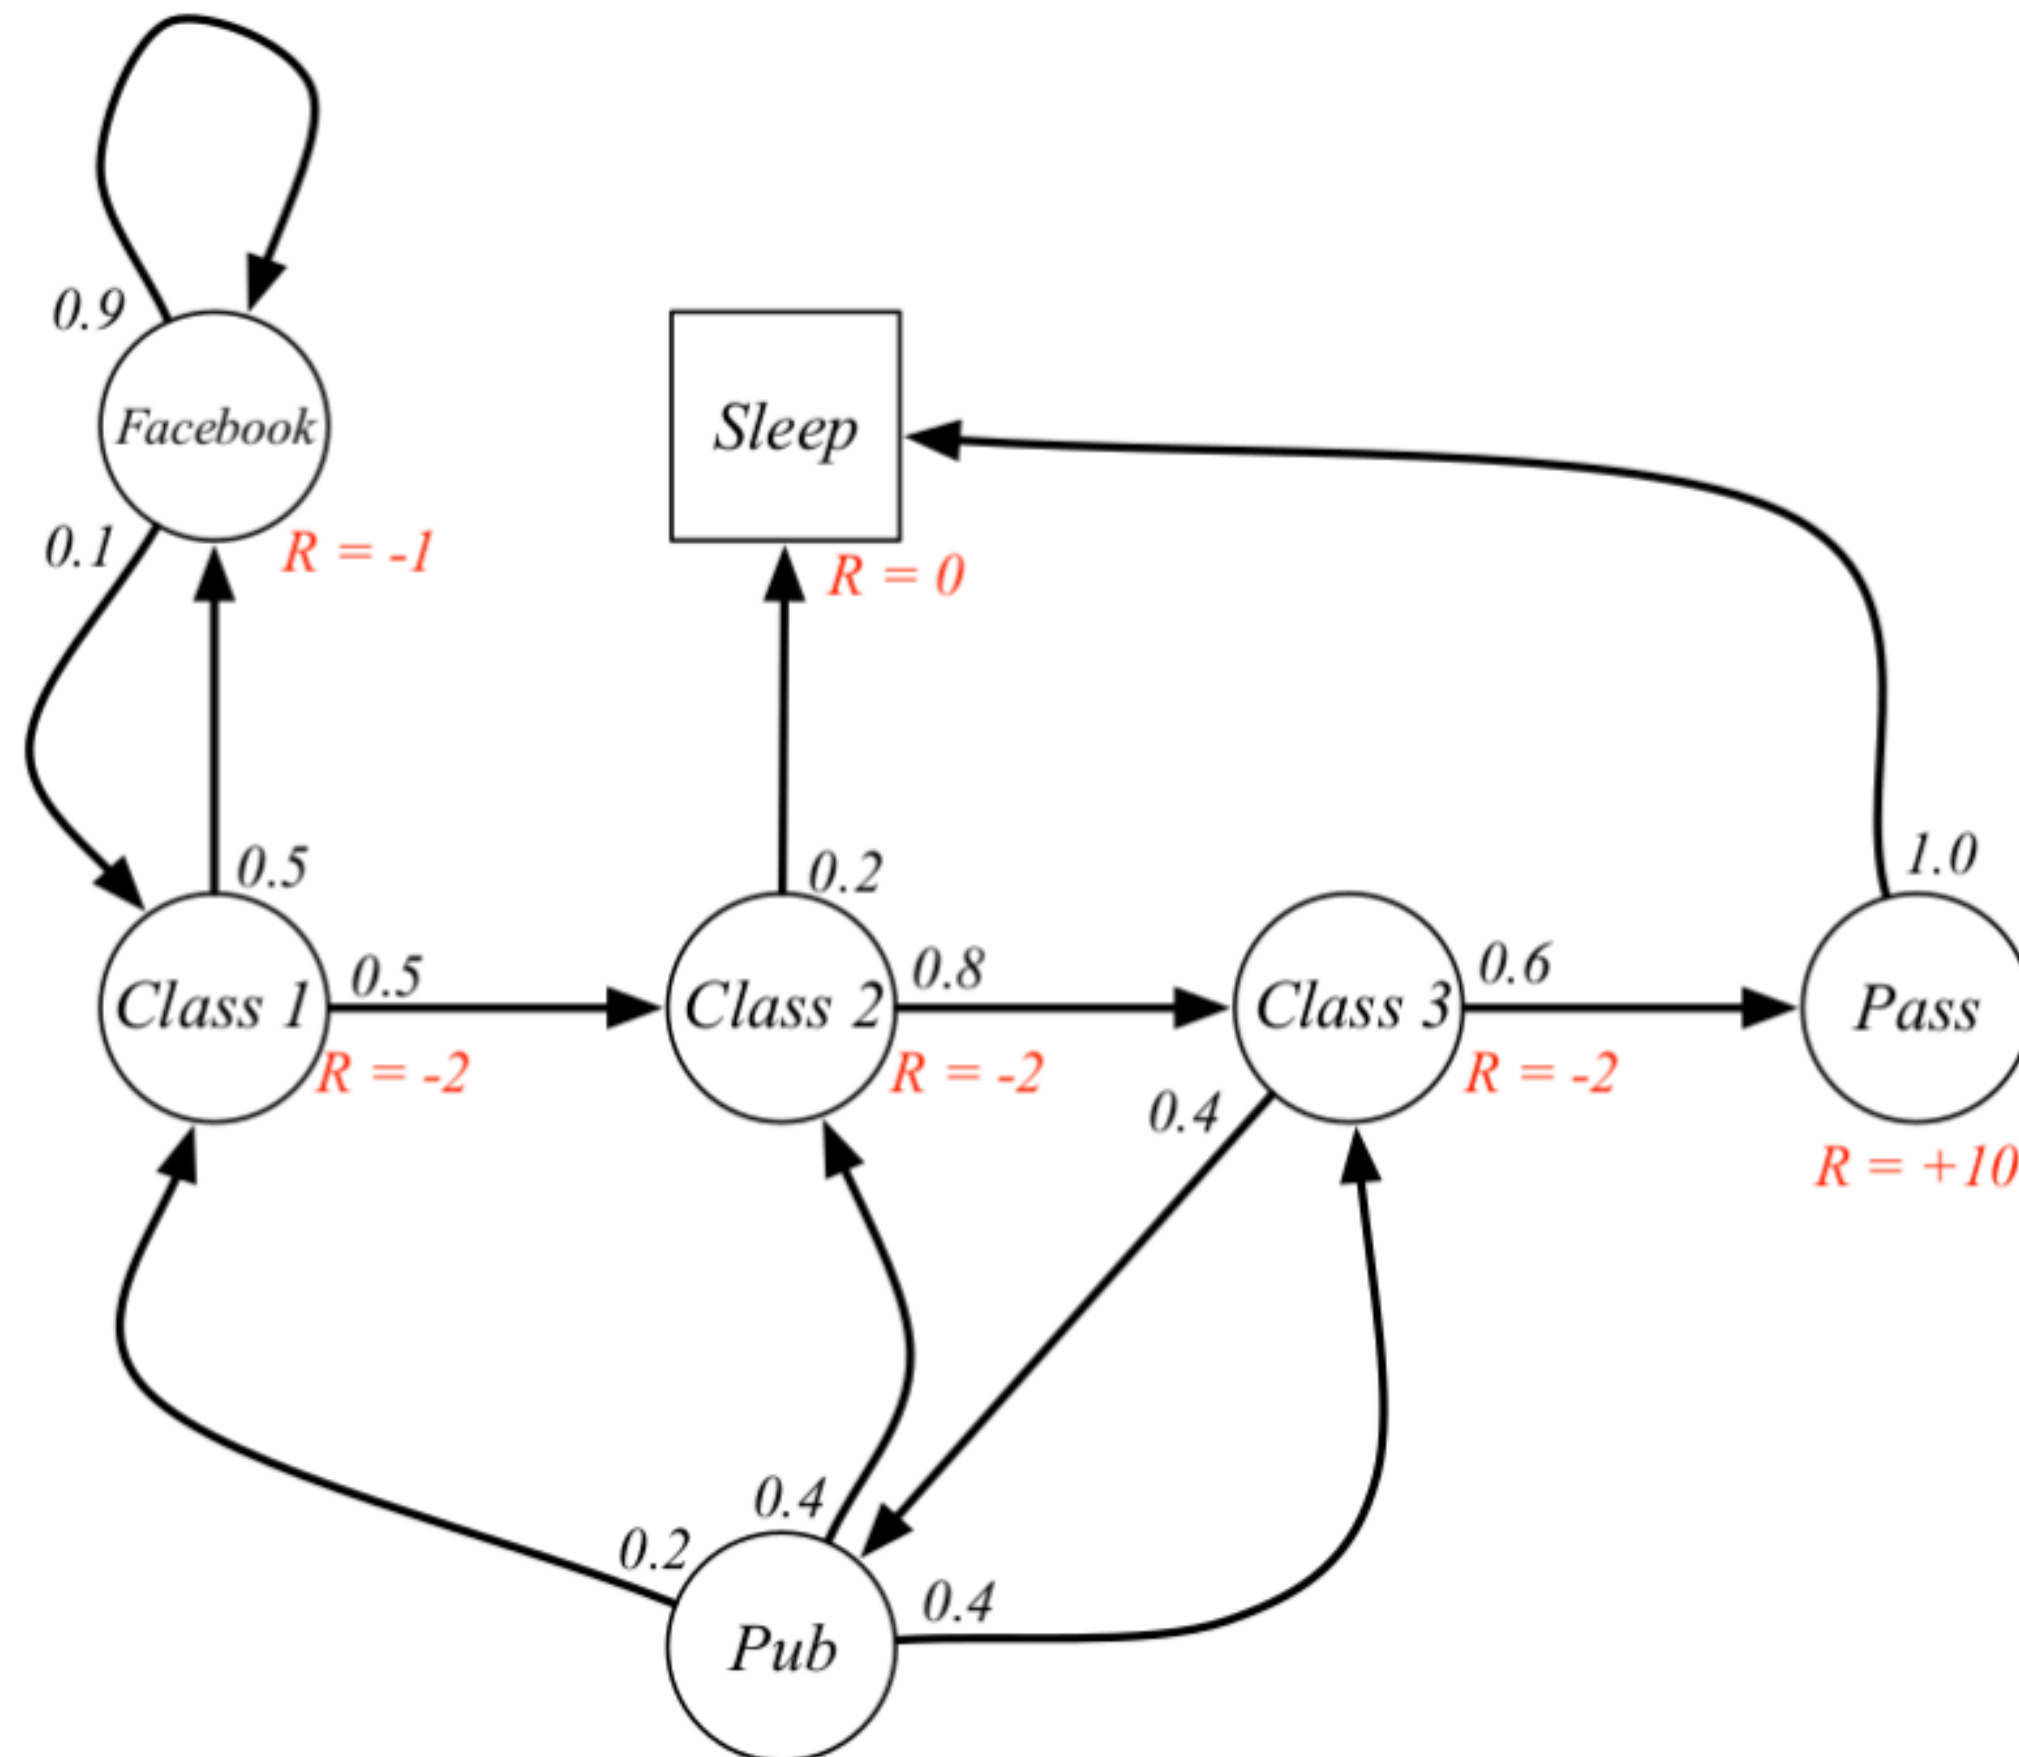 0.9
Facebook
Sleep
0.1
R = -1
R = 0
0.5
0.2
1.0
0.5
0.8
0.6
Class 1
Class 2
Class 3
Pass
R = -2
R = -2
R = -2
0.4
R = +10
0.4
0.2
0.4
Pub